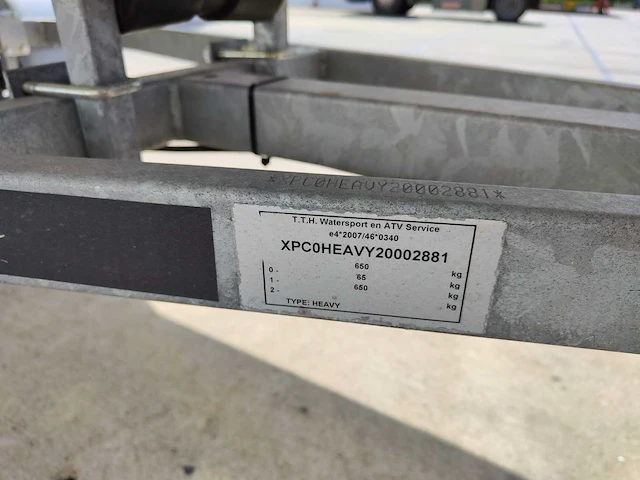 *XPC0HEAVY20002881*
T.T.H. Watersport en ATV Service
e4*2007/46*0340
XPC0HEAVY20002881
650 kg
0 - 65 kg
1 - 650 kg
2 - kg
TYPE: HEAVY